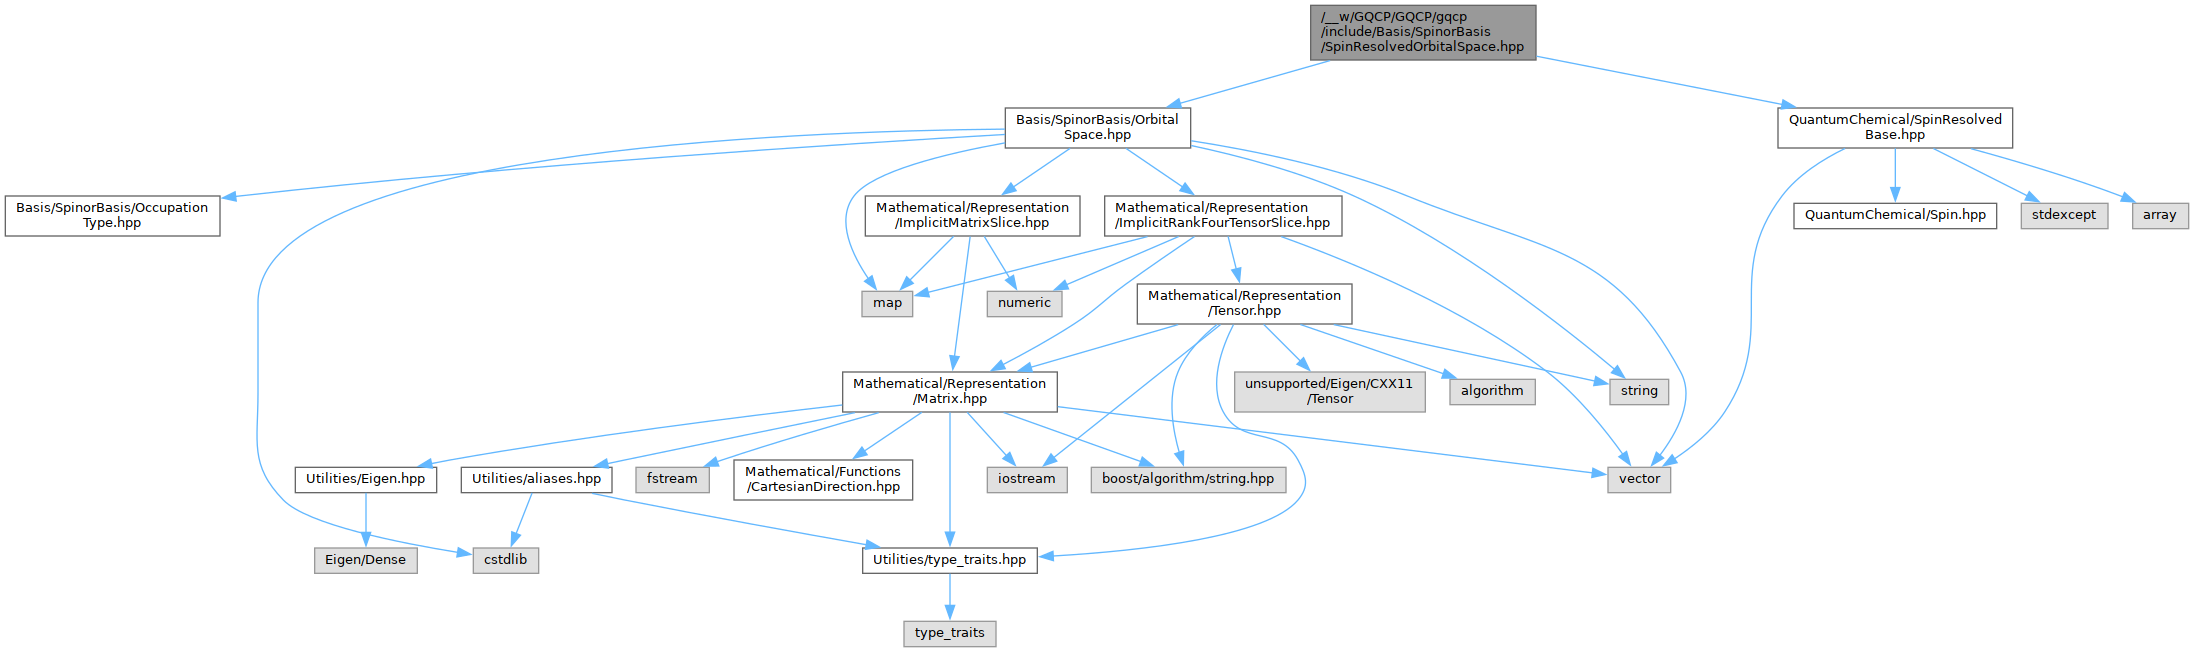 /__w/GQCP/GQCP/gqcp
/include/Basis/SpinorBasis
/SpinResolvedOrbitalSpace.hpp
Basis/SpinorBasis/Orbital
Space.hpp
QuantumChemical/SpinResolved
Base.hpp
Basis/SpinorBasis/Occupation
Type.hpp
Mathematical/Representation
/ImplicitMatrixSlice.hpp
Mathematical/Representation
/ImplicitRankFourTensorSlice.hpp
QuantumChemical/Spin.hpp
stdexcept
array
map
numeric
Mathematical/Representation
/Tensor.hpp
Mathematical/Representation
/Matrix.hpp
unsupported/Eigen/CXX11
/Tensor
algorithm
string
Utilities/Eigen.hpp
Utilities/aliases.hpp
fstream
Mathematical/Functions
/CartesianDirection.hpp
iostream
boost/algorithm/string.hpp
vector
Eigen/Dense
cstdlib
Utilities/type_traits.hpp
type_traits